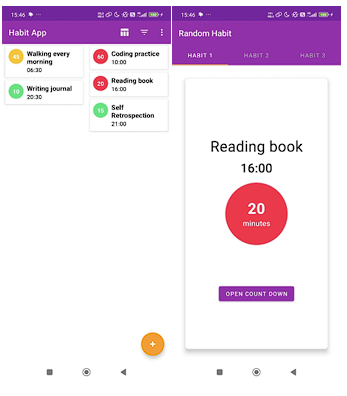 15:46
Habit App
45
Walking every
morning
06:30
10
Writing journal
20:30
60
Coding practice
10:00
20
Reading book
16:00
15
Self
Retrospection
21:00
+
15:46
Random Habit
HABIT 1
HABIT 2
HABIT 3
Reading book
16:00
20
minutes
OPEN COUNT DOWN